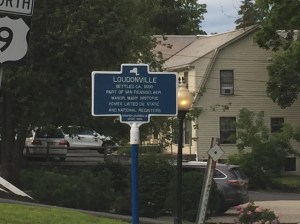 NORTH
9
LOUDONVILLE
SETTLED CA. 1800
PART OF VAN RENSSELAER
MANOR. MANY HISTORIC
HOMES LISTED ON STATE
AND NATIONAL REGISTERS